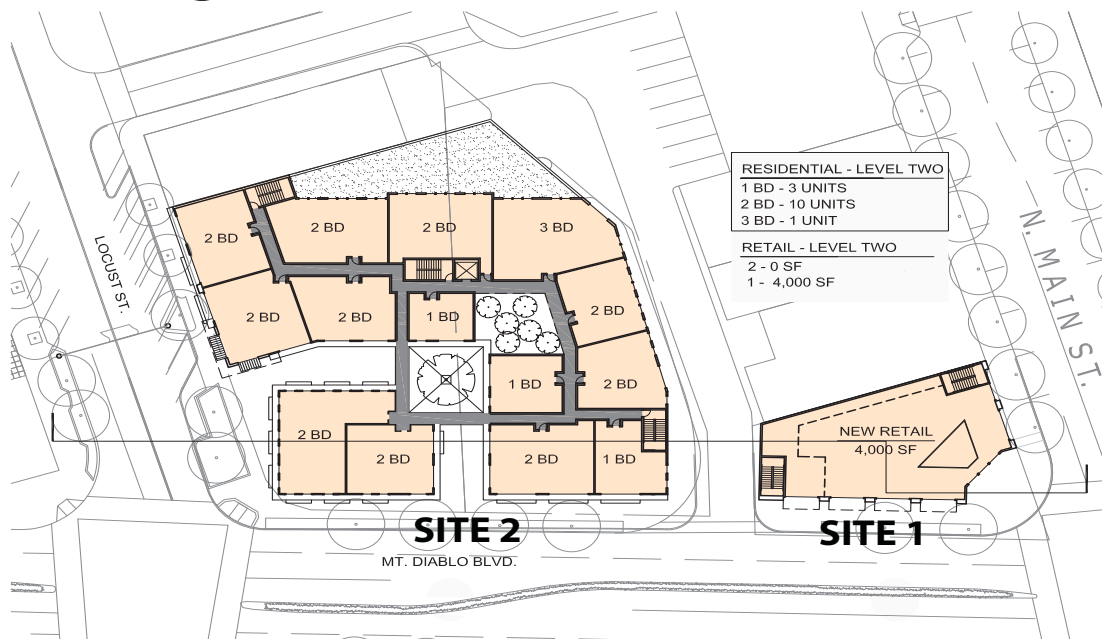 RESIDENTIAL - LEVEL TWO
1 BD - 3 UNITS
2 BD - 10 UNITS
3 BD - 1 UNIT
RETAIL - LEVEL TWO
2 - 0 SF
1 - 4,000 SF
N. MAIN ST.
LOCUST ST.
2 BD
2 BD
2 BD
3 BD
2 BD
2 BD
1 BD
2 BD
1 BD
2 BD
2 BD
2 BD
2 BD
1 BD
NEW RETAIL
4,000 SF
SITE 2
SITE 1
MT. DIABLO BLVD.